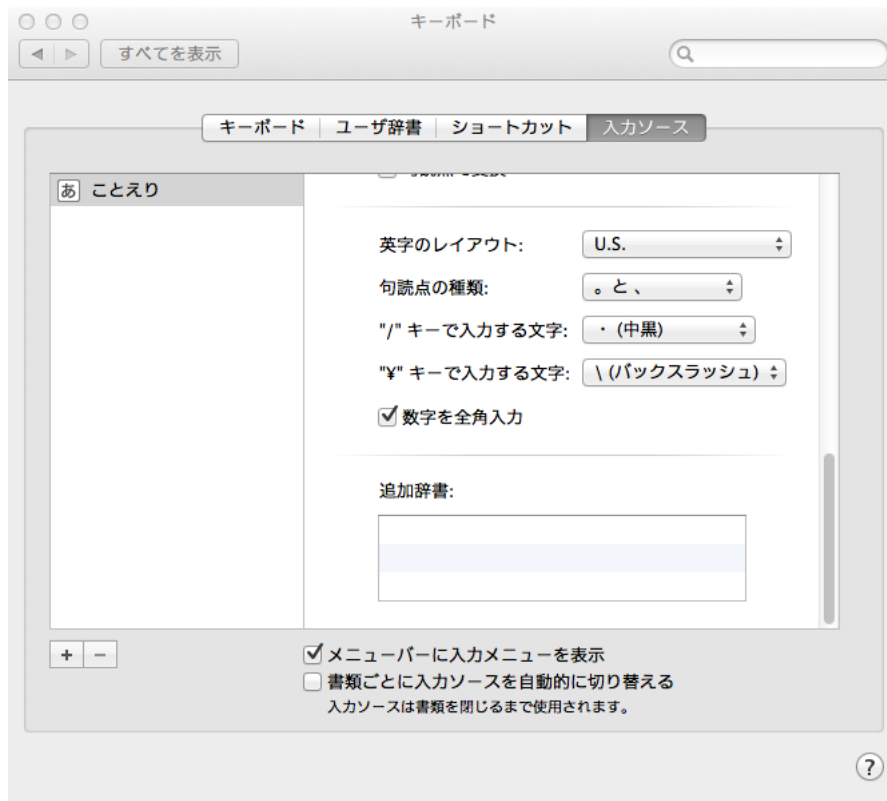 キーボード
すべてを表示
キーボード ユーザ辞書 ショートカット 入力ソース
あ ことえり
英字のレイアウト: U.S.
句読点の種類: 。と、
"/" キーで入力する文字: ・(中黒)
"¥" キーで入力する文字: \ (バックスラッシュ)
数字を全角入力
追加辞書:
+ −
メニューバーに入力メニューを表示
書類ごとに入力ソースを自動的に切り替える
入力ソースは書類を閉じるまで使用されます。
?